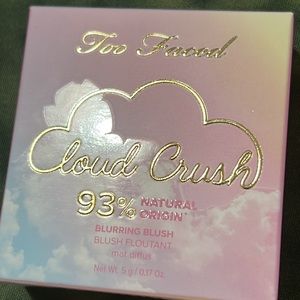 Too Faced
Cloud Crush
93% NATURAL
ORIGIN*
BLURRING BLUSH
BLUSH FLOUTANT
mat diffus
Net Wt. 5 g / 0.17 Oz.